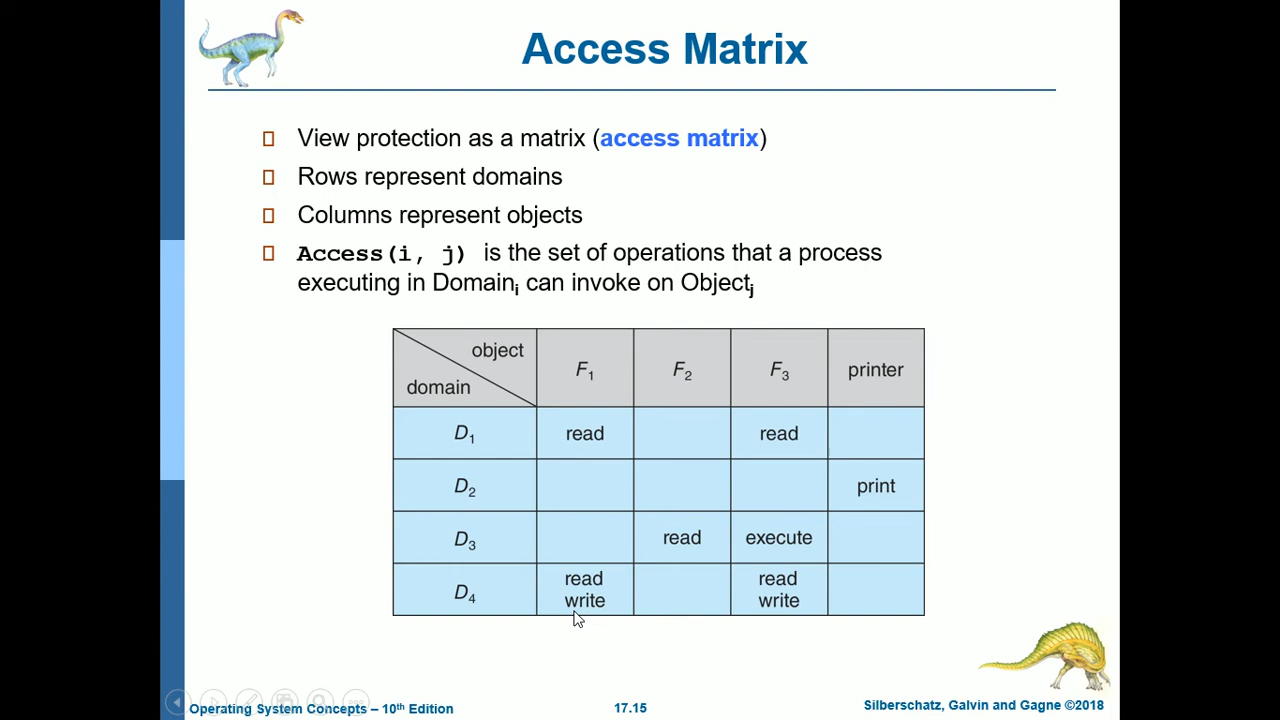 Access Matrix
View protection as a matrix (access matrix)
Rows represent domains
Columns represent objects
Access(i, j) is the set of operations that a process
executing in Domainᵢ can invoke on Objectⱼ
object
domain
F₁ F₂ F₃ printer
D₁ read read
D₂ print
D₃ read execute
D₄ read write read write
Operating System Concepts – 10th Edition
17.15
Silberschatz, Galvin and Gagne ©2018